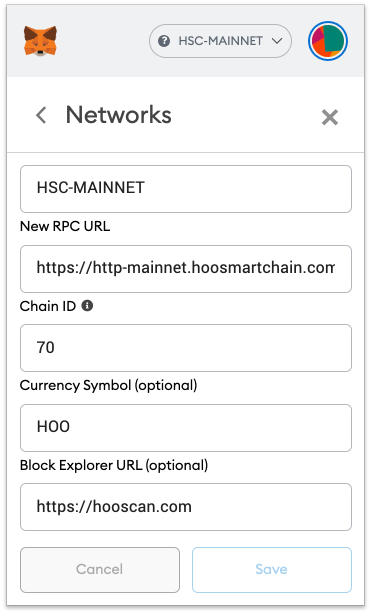 HSC-MAINNET
Networks
HSC-MAINNET
New RPC URL
https://http-mainnet.hoosmartchain.com
Chain ID
70
Currency Symbol (optional)
HOO
Block Explorer URL (optional)
https://hooscan.com
Cancel Save